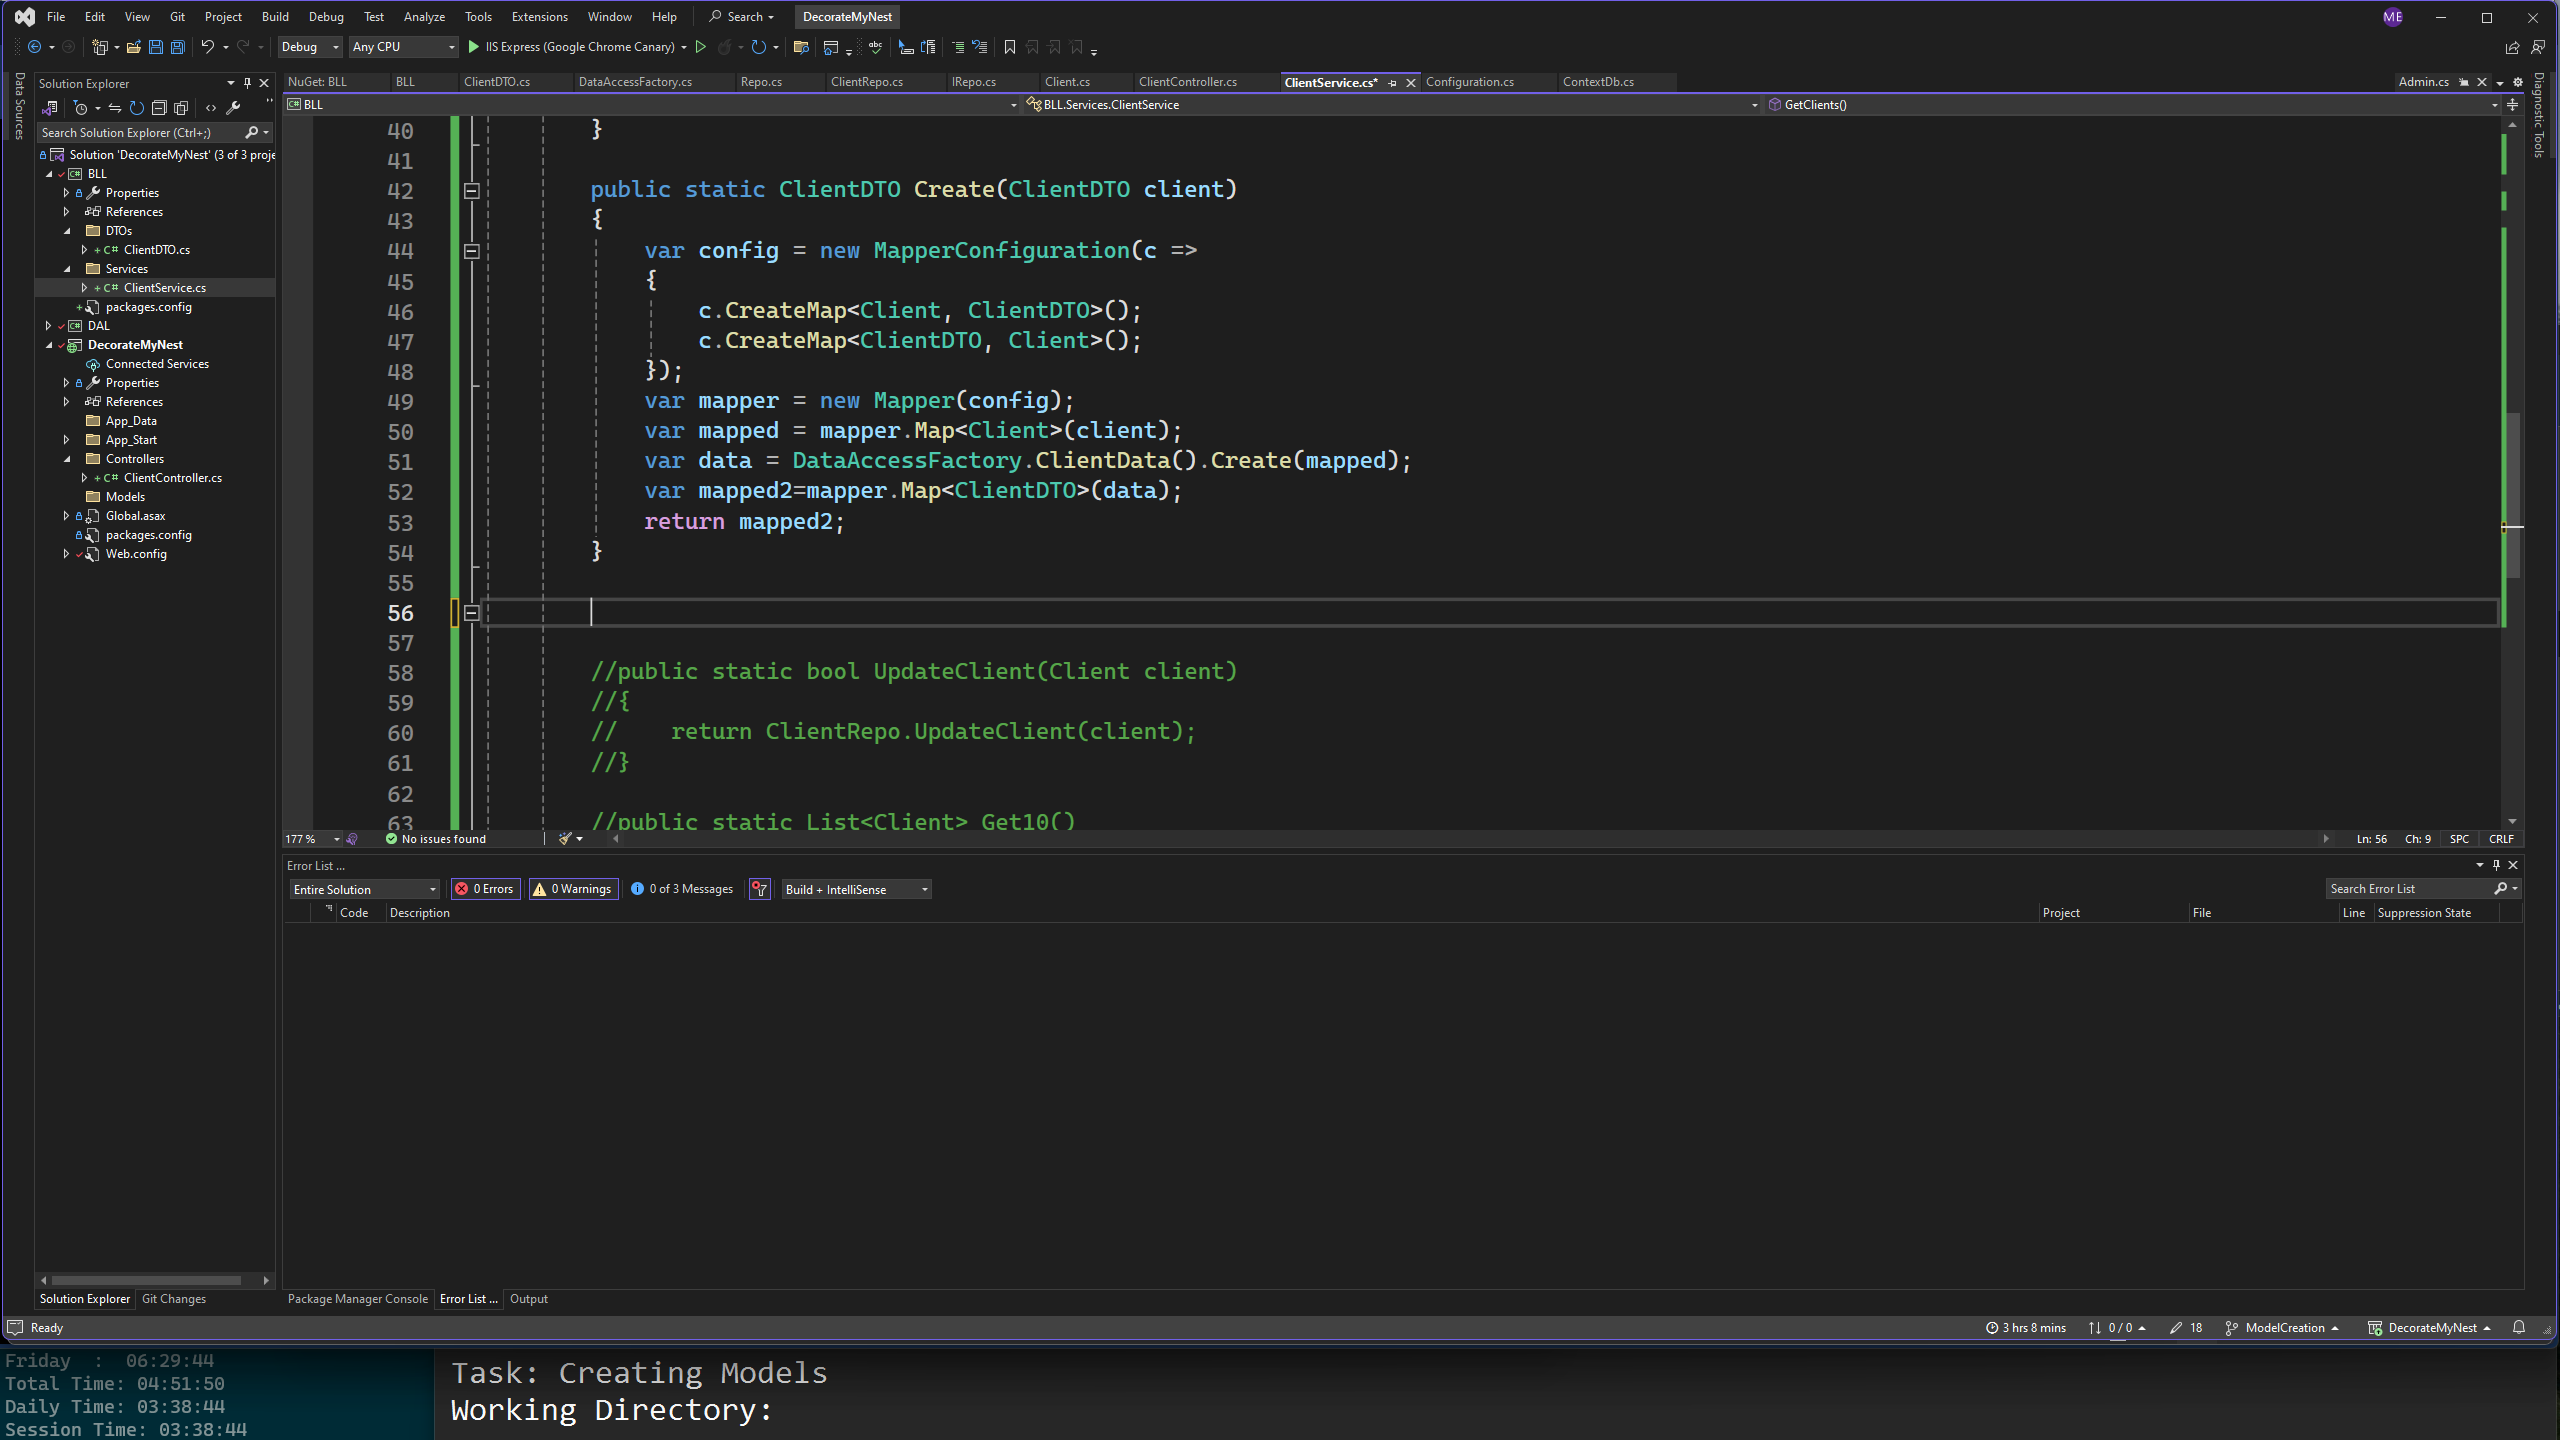 File Edit View Git Project Build Debug Test Analyze Tools Extensions Window Help Search DecorateMyNest ME
Debug Any CPU IIS Express (Google Chrome Canary)
Data Sources
Solution Explorer
Search Solution Explorer (Ctrl+;)
Solution 'DecorateMyNest' (3 of 3 proje
BLL
Properties
References
DTOs
C# ClientDTO.cs
Services
C# ClientService.cs
packages.config
DAL
DecorateMyNest
Connected Services
Properties
References
App_Data
App_Start
Controllers
C# ClientController.cs
Models
Global.asax
packages.config
Web.config
Solution Explorer Git Changes
NuGet: BLL BLL ClientDTO.cs DataAccessFactory.cs Repo.cs ClientRepo.cs IRepo.cs Client.cs ClientController.cs ClientService.cs* Configuration.cs ContextDb.cs Admin.cs
BLL BLL.Services.ClientService GetClients()
Diagnostic Tools
40 }
41
42 public static ClientDTO Create(ClientDTO client)
43 {
44 var config = new MapperConfiguration(c =>
45 {
46 c.CreateMap<Client, ClientDTO>();
47 c.CreateMap<ClientDTO, Client>();
48 });
49 var mapper = new Mapper(config);
50 var mapped = mapper.Map<Client>(client);
51 var data = DataAccessFactory.ClientData().Create(mapped);
52 var mapped2=mapper.Map<ClientDTO>(data);
53 return mapped2;
54 }
55
56
57
58 //public static bool UpdateClient(Client client)
59 //{
60 //    return ClientRepo.UpdateClient(client);
61 //}
62
63 //public static List<Client> Get10()
177 % No issues found Ln: 56 Ch: 9 SPC CRLF
Error List ...
Entire Solution 0 Errors 0 Warnings 0 of 3 Messages Build + IntelliSense Search Error List
Code Description Project File Line Suppression State
Package Manager Console Error List ... Output
Ready 3 hrs 8 mins 0 / 0 18 ModelCreation DecorateMyNest
Friday  :  06:29:44
Total Time: 04:51:50
Daily Time: 03:38:44
Session Time: 03:38:44
Task: Creating Models
Working Directory: